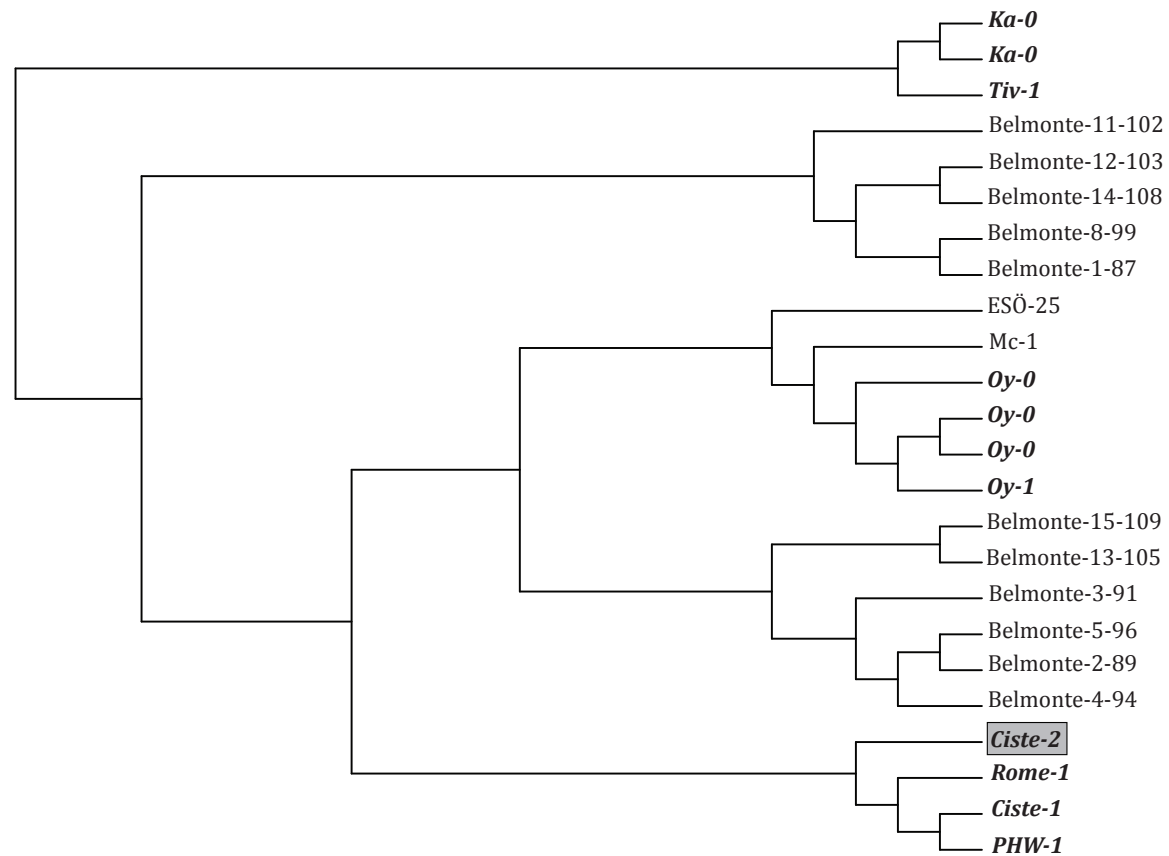 Ka-0
Ka-0
Tiv-1
Belmonte-11-102
Belmonte-12-103
Belmonte-14-108
Belmonte-8-99
Belmonte-1-87
ESÖ-25
Mc-1
Oy-0
Oy-0
Oy-0
Oy-1
Belmonte-15-109
Belmonte-13-105
Belmonte-3-91
Belmonte-5-96
Belmonte-2-89
Belmonte-4-94
Ciste-2
Rome-1
Ciste-1
PHW-1